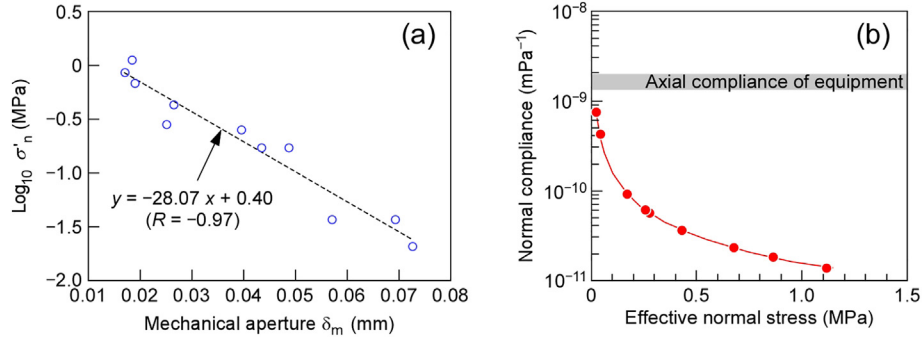 (a)
0.5
0
−0.5
−1.0
−1.5
−2.0
Log10 σ'n (MPa)
y = −28.07 x + 0.40
(R = −0.97)
0.01 0.02 0.03 0.04 0.05 0.06 0.07 0.08
Mechanical aperture δm (mm)
(b)
10−8
10−9
10−10
10−11
Normal compliance (mPa−1)
Axial compliance of equipment
0 0.5 1.0 1.5
Effective normal stress (MPa)